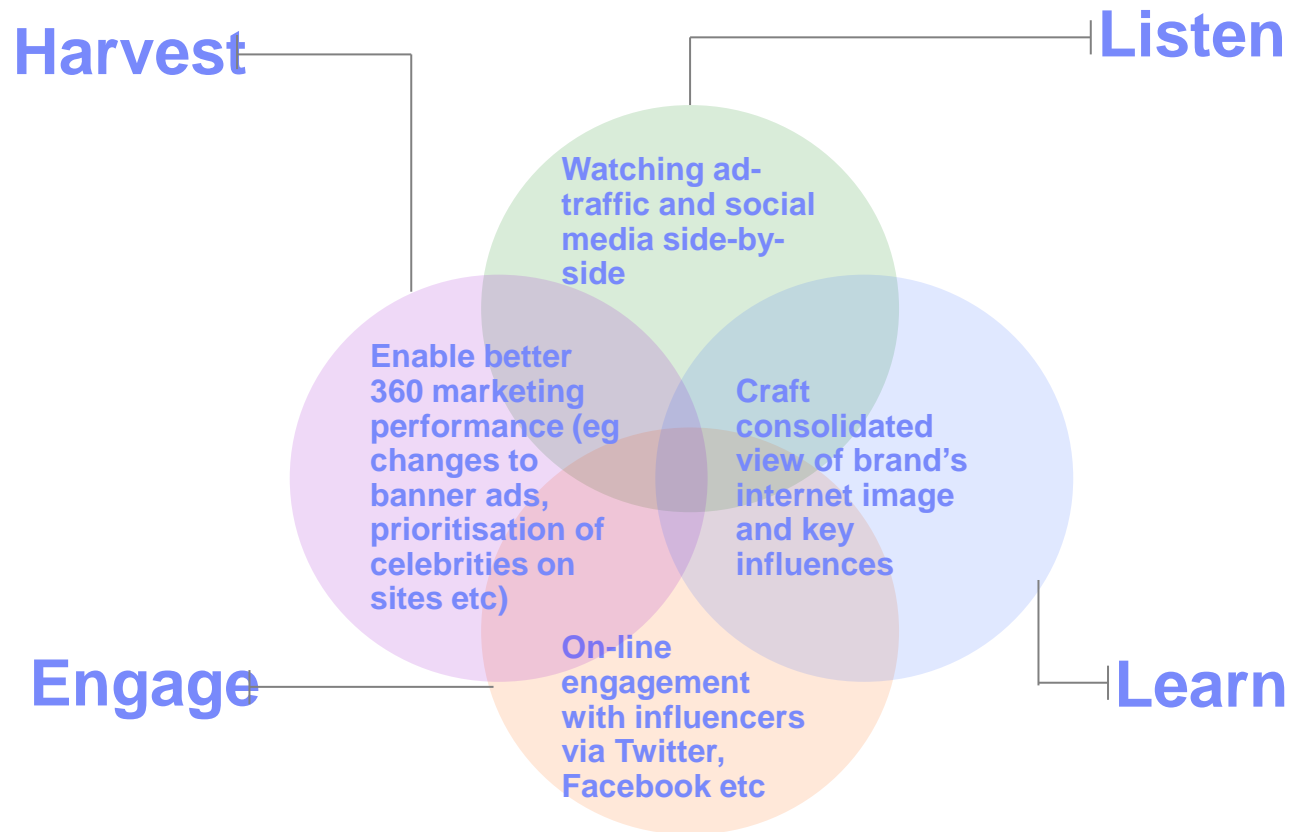 Harvest
Listen
Watching ad-
traffic and social
media side-by-
side
Enable better
360 marketing
performance (eg
changes to
banner ads,
prioritisation of
celebrities on
sites etc)
Craft
consolidated
view of brand’s
internet image
and key
influences
On-line
engagement
with influencers
via Twitter,
Facebook etc
Engage
Learn